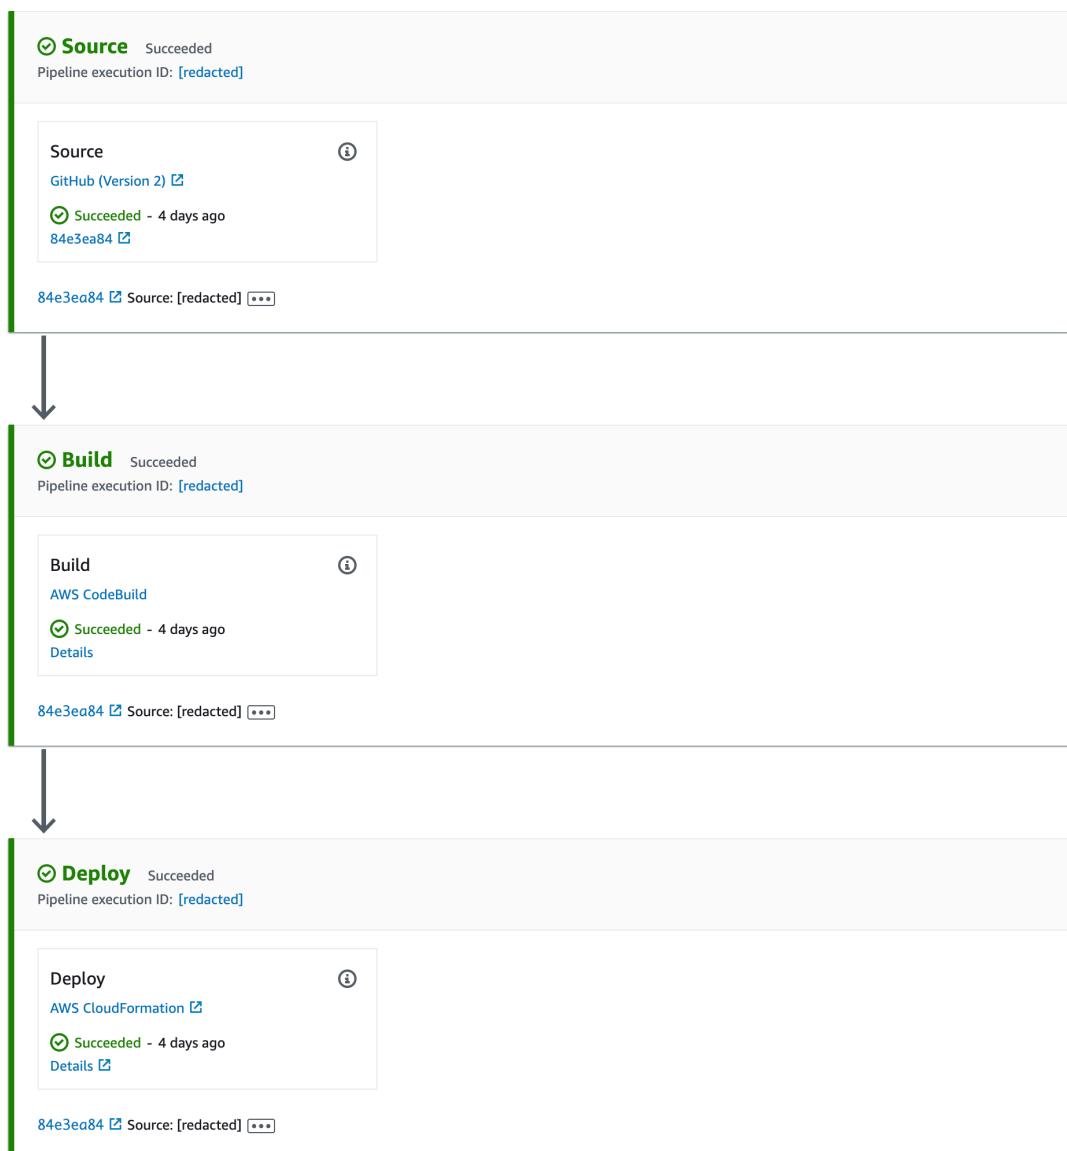 Source Succeeded
Pipeline execution ID: [redacted]
Source
GitHub (Version 2)
Succeeded - 4 days ago
84e3ea84
84e3ea84 Source: [redacted]
Build Succeeded
Pipeline execution ID: [redacted]
Build
AWS CodeBuild
Succeeded - 4 days ago
Details
84e3ea84 Source: [redacted]
Deploy Succeeded
Pipeline execution ID: [redacted]
Deploy
AWS CloudFormation
Succeeded - 4 days ago
Details
84e3ea84 Source: [redacted]